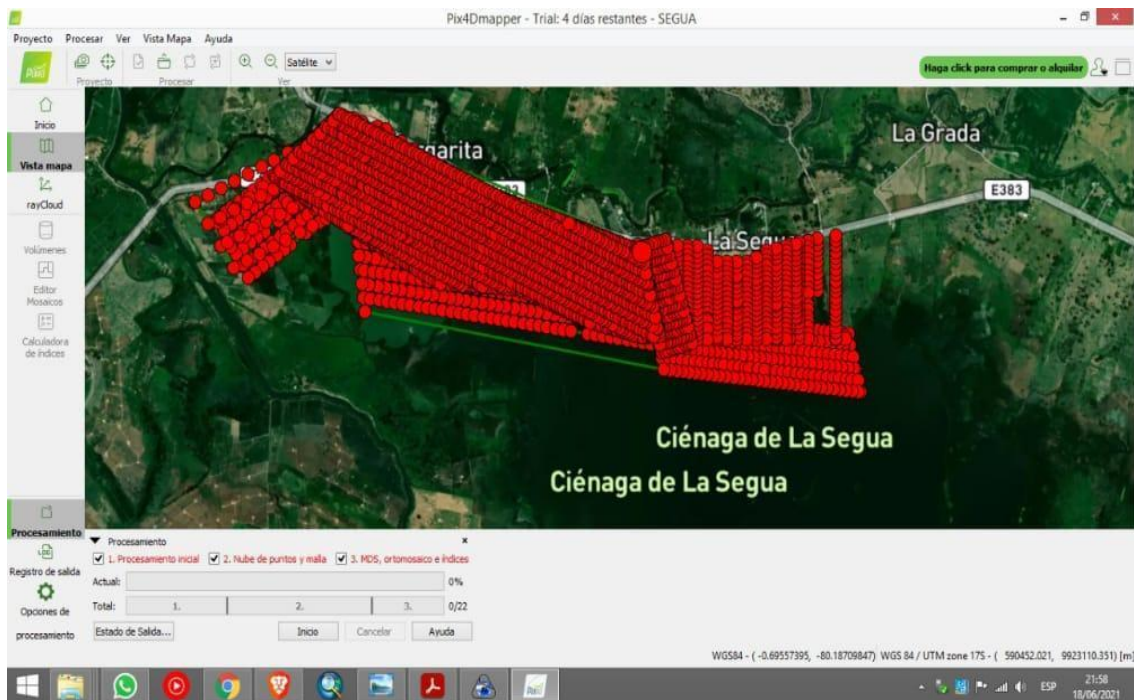 Pix4Dmapper - Trial: 4 días restantes - SEGUA
Proyecto Procesar Ver Vista Mapa Ayuda
Proyecto Procesar Ver
Satélite
Haga click para comprar o alquilar
Inicio
Vista mapa
rayCloud
Volúmenes
Editor
Mosaicos
Calculadora
de índices
La Grada
E383
La Segua
Ciénaga de La Segua
Ciénaga de La Segua
Procesamiento
Registro de salida
Opciones de
procesamiento
Procesamiento
1. Procesamiento inicial 2. Nube de puntos y malla 3. MDS, ortomosaico e índices
Actual: 0%
Total: 1. 2. 3. 0/22
Estado de Salida... Inicio Cancelar Ayuda
WGS84 - ( -0.69557395, -80.18709847) WGS 84 / UTM zone 17S - ( 590452.021, 9923110.351) [m]
ESP
21:58
18/06/2021